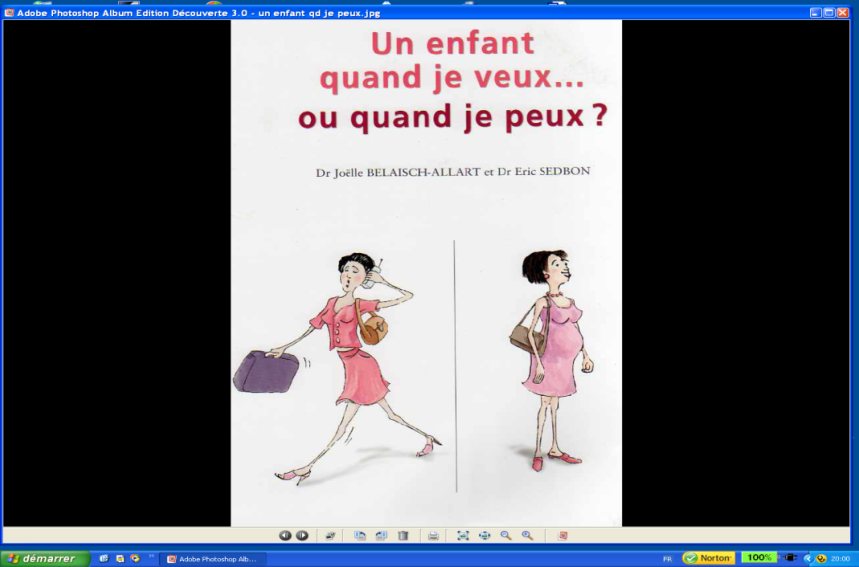 Adobe Photoshop Album Edition Découverte 3.0 - un enfant qd je peux.jpg
Un enfant
quand je veux...
ou quand je peux ?
Dr Joëlle BELAISCH-ALLART et Dr Eric SEDBON
démarrer
Adobe Photoshop Alb...
FR
Norton
100%
20:00